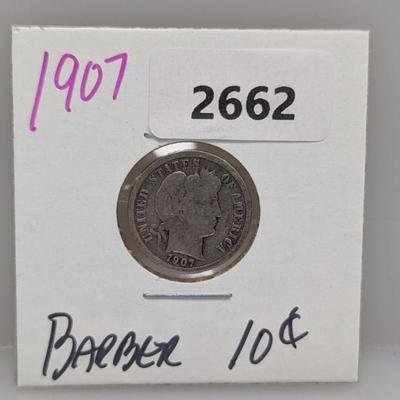 1907
2662
UNITED STATES OF AMERICA
1907
BARBER 10¢